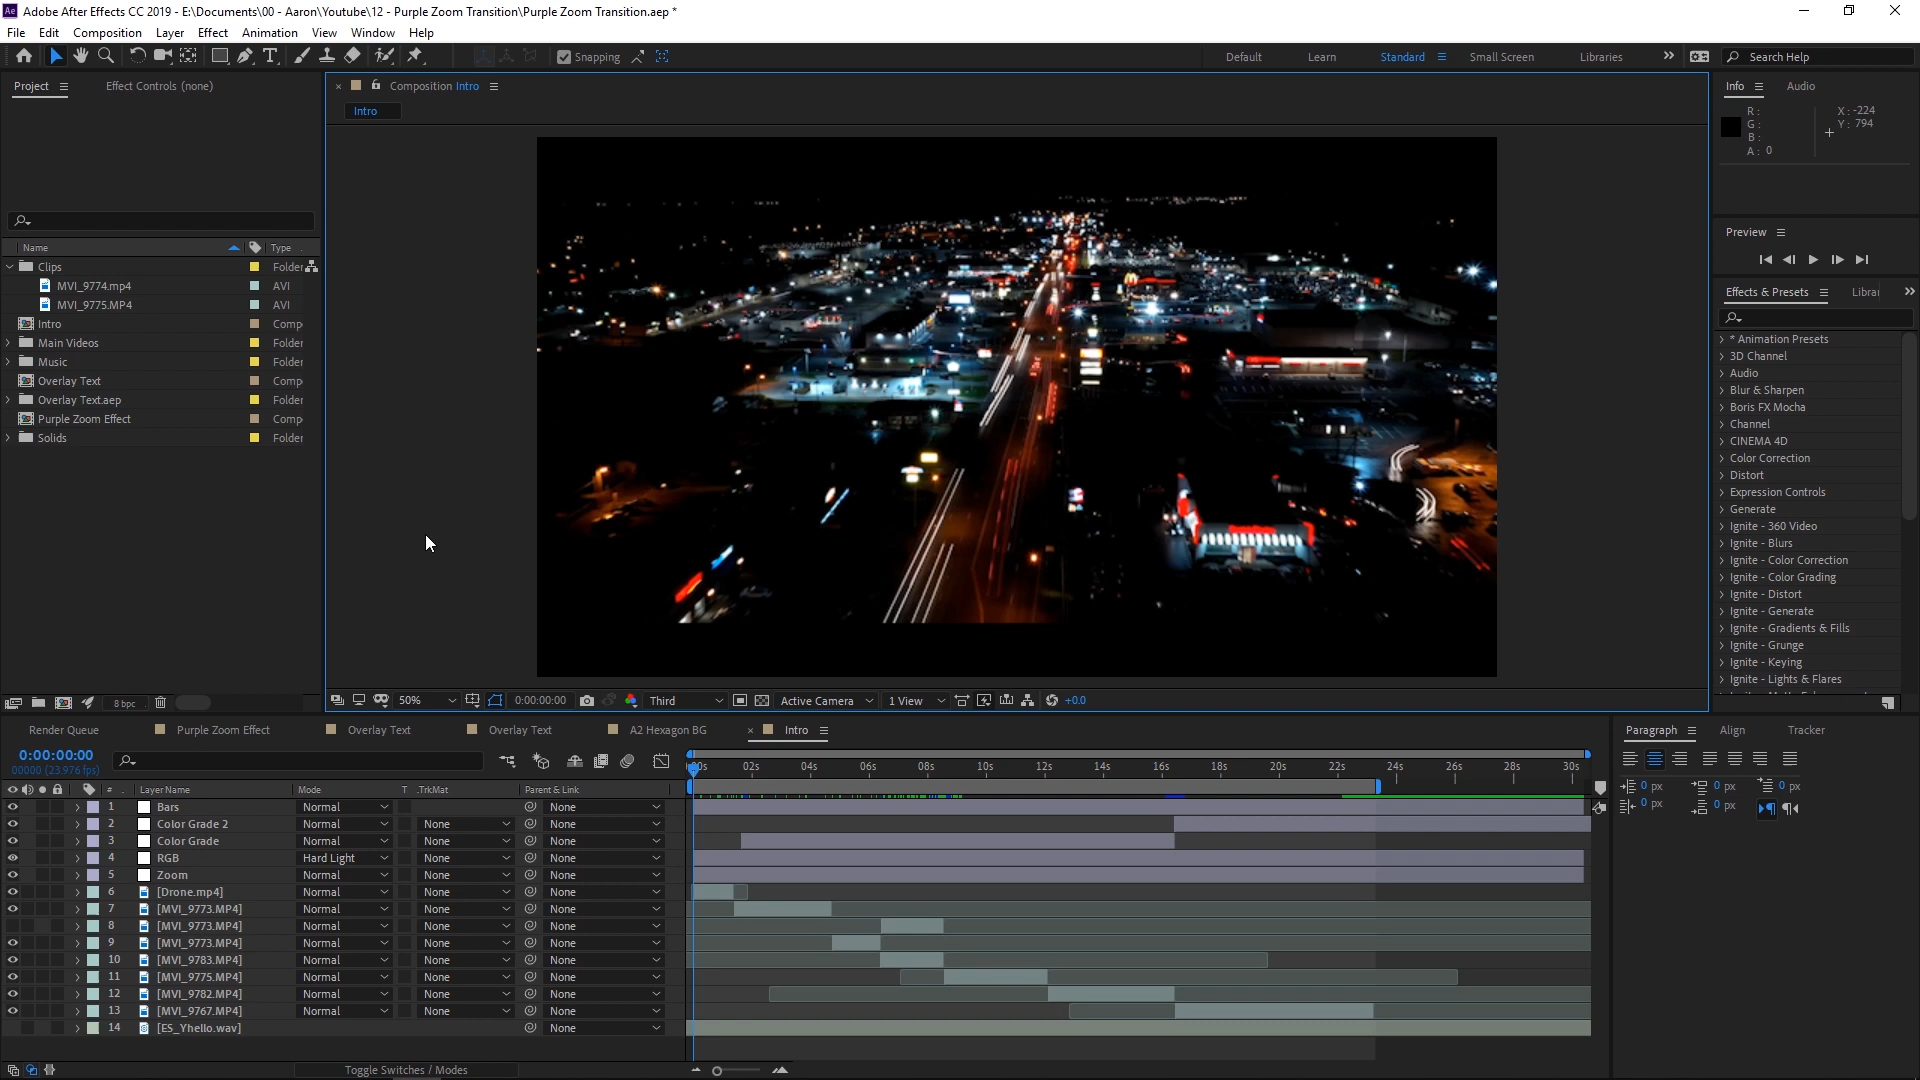 Adobe After Effects CC 2019 - E:\Documents\00 - Aaron\Youtube\12 - Purple Zoom Transition\Purple Zoom Transition.aep *
File Edit Composition Layer Effect Animation View Window Help
Snapping Default Learn Standard Small Screen Libraries Search Help
Project Effect Controls (none)
Composition Intro
Info Audio
Intro
R :
G :
B :
A : 0
X : -224
Y : 794
Preview
Name Type
Clips Folder
MVI_9774.mp4 AVI
MVI_9775.MP4 AVI
Intro Comp
Main Videos Folder
Music Folder
Overlay Text Comp
Overlay Text.aep Folder
Purple Zoom Effect Comp
Solids Folder
Effects & Presets Librai
* Animation Presets
3D Channel
Audio
Blur & Sharpen
Boris FX Mocha
Channel
CINEMA 4D
Color Correction
Distort
Expression Controls
Generate
Ignite - 360 Video
Ignite - Blurs
Ignite - Color Correction
Ignite - Color Grading
Ignite - Distort
Ignite - Generate
Ignite - Gradients & Fills
Ignite - Grunge
Ignite - Keying
Ignite - Lights & Flares
8 bpc
50% 0:00:00:00 Third Active Camera 1 View +0.0
Render Queue Purple Zoom Effect Overlay Text Overlay Text A2 Hexagon BG Intro
Paragraph Align Tracker
0:00:00:00
00000 (23.976 fps)
:00s 02s 04s 06s 08s 10s 12s 14s 16s 18s 20s 22s 24s 26s 28s 30s
# Layer Name Mode T .TrkMat Parent & Link
0 px 0 px 0 px
0 px 0 px
1 Bars Normal None
2 Color Grade 2 Normal None None
3 Color Grade Normal None None
4 RGB Hard Light None None
5 Zoom Normal None None
6 [Drone.mp4] Normal None None
7 [MVI_9773.MP4] Normal None None
8 [MVI_9773.MP4] Normal None None
9 [MVI_9773.MP4] Normal None None
10 [MVI_9783.MP4] Normal None None
11 [MVI_9775.MP4] Normal None None
12 [MVI_9782.MP4] Normal None None
13 [MVI_9767.MP4] Normal None None
14 [ES_Yhello.wav] None
Toggle Switches / Modes